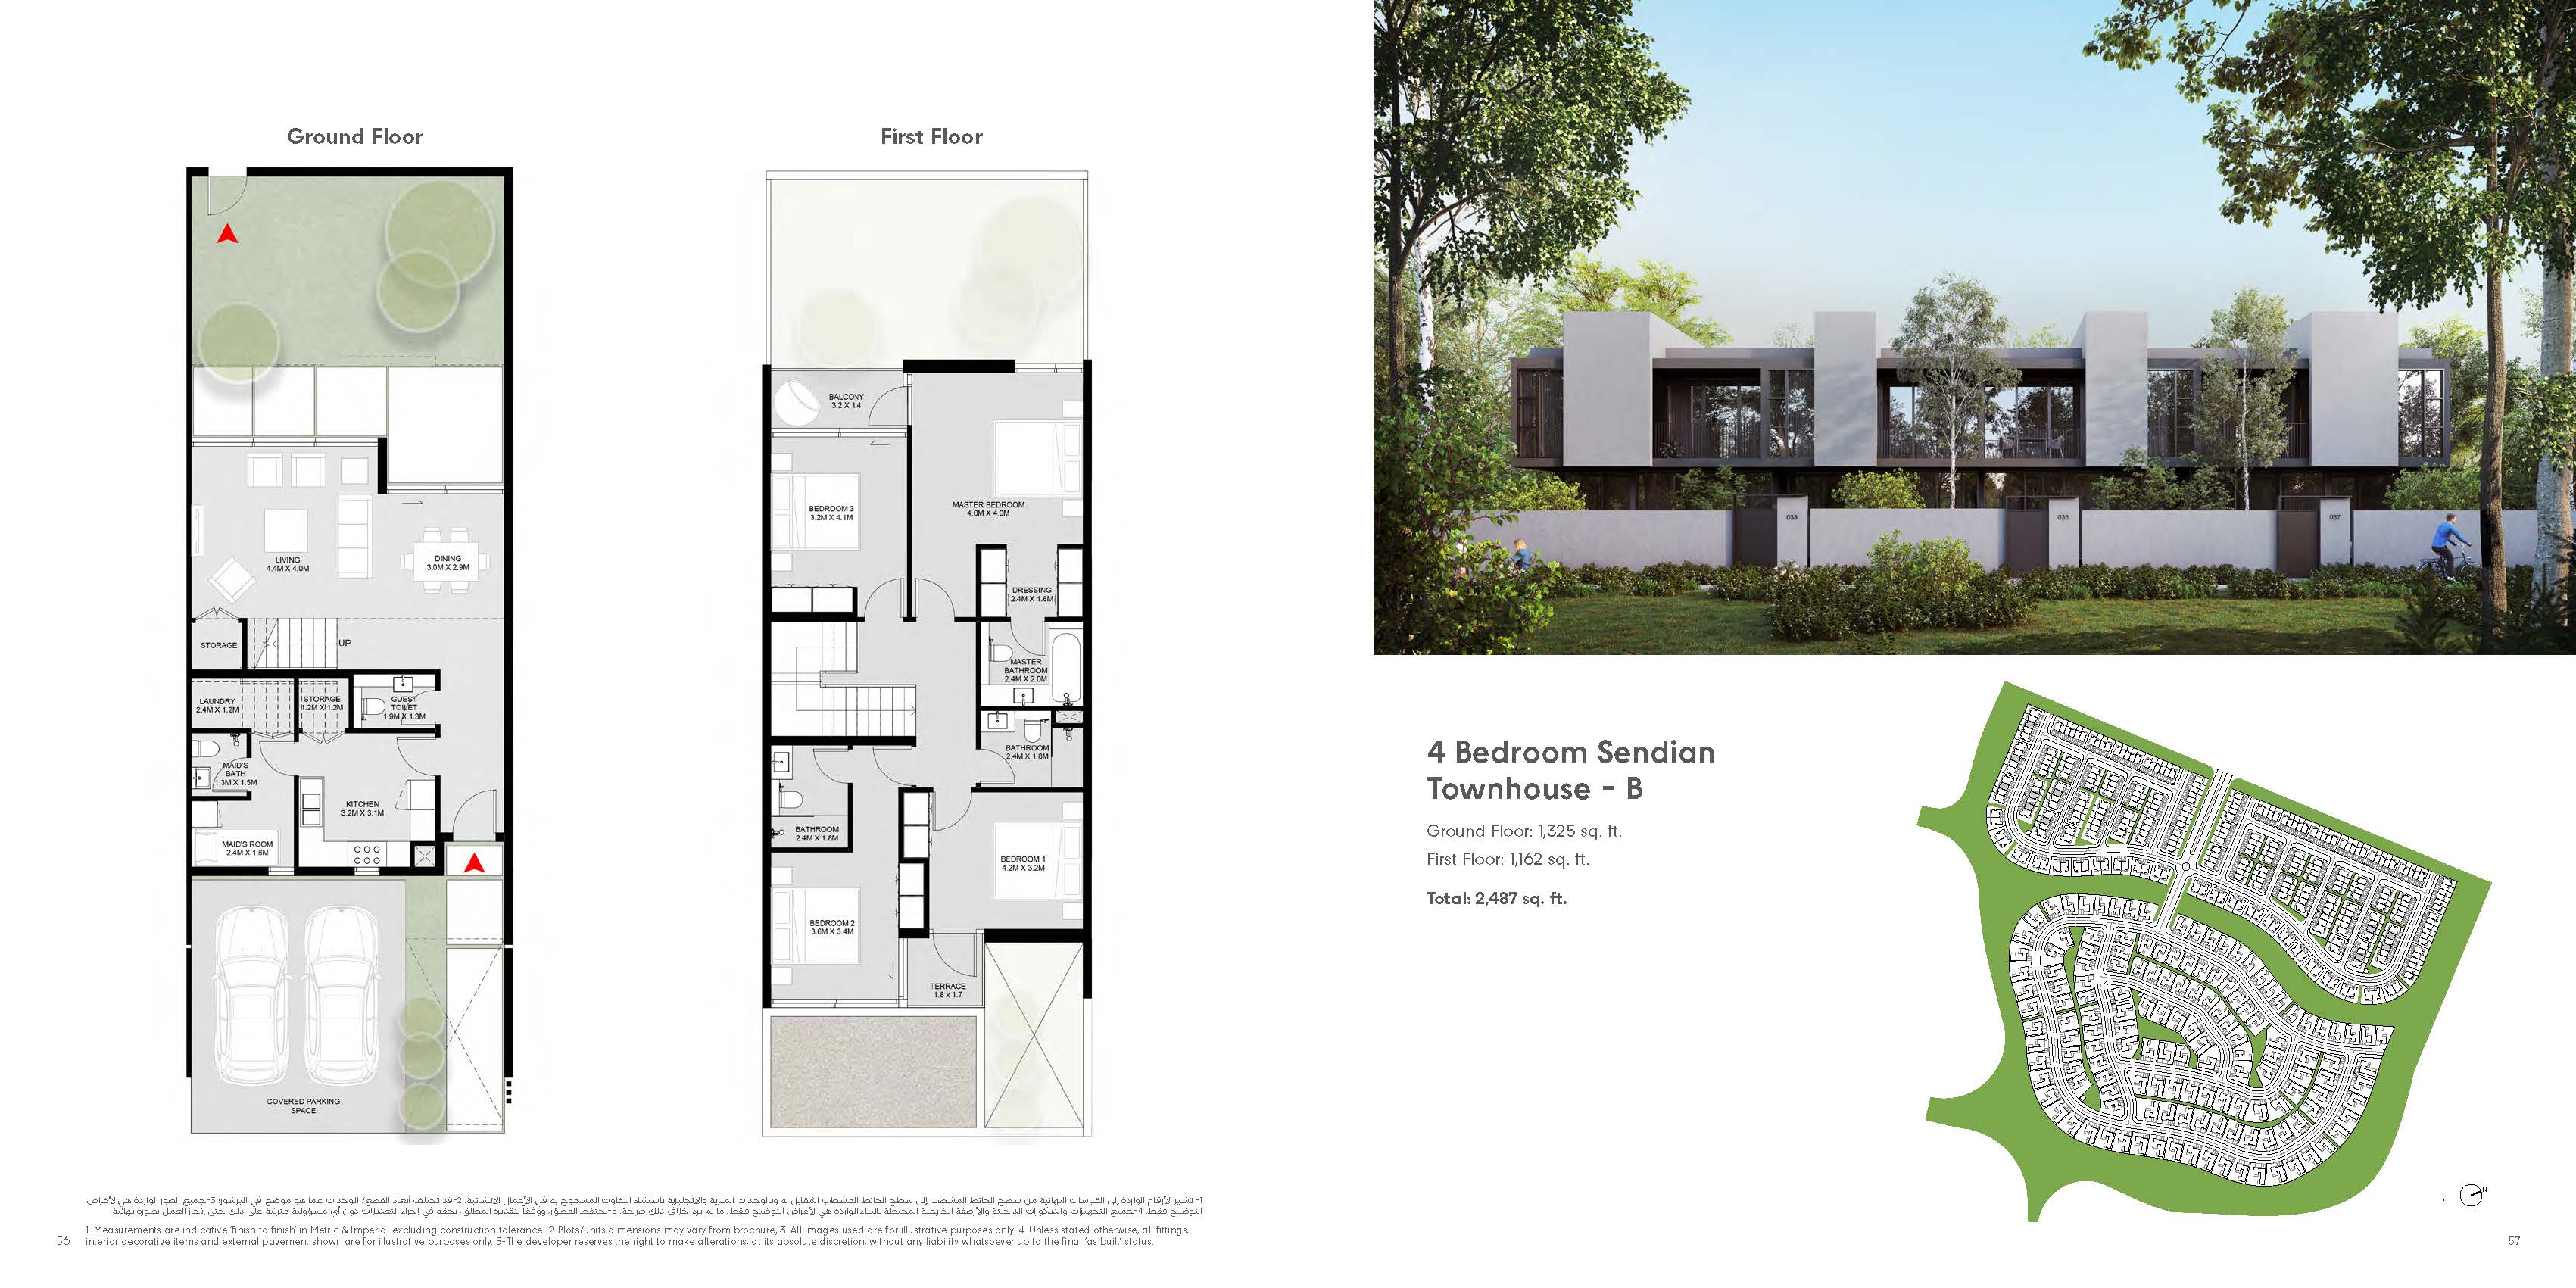 Ground Floor
LIVING
4.4M X 4.0M
DINING
3.0M X 2.9M
STORAGE
UP
LAUNDRY
2.4M X 1.2M
STORAGE
1.2M X 1.2M
GUEST
TOILET
1.9M X 1.3M
MAID'S
BATH
1.3M X 1.5M
KITCHEN
3.2M X 3.1M
MAID'S ROOM
2.4M X 1.6M
COVERED PARKING
SPACE
First Floor
BALCONY
3.2 X 1.4
BEDROOM 3
3.2M X 4.1M
MASTER BEDROOM
4.0M X 4.0M
DRESSING
2.4M X 1.6M
MASTER
BATHROOM
2.4M X 2.0M
BATHROOM
2.4M X 1.8M
BATHROOM
2.4M X 1.8M
BEDROOM 1
4.2M X 3.2M
BEDROOM 2
3.6M X 3.4M
TERRACE
1.8 x 1.7
1- تشير الأرقام الواردة إلى القياسات النهائية من سطح الحائط المشطب إلى سطح الحائط المشطب المقابل له وبالوحدات المترية والإنجليزية باستثناء التفاوت المسموح به في الأعمال الإنشائية. 2-قد تختلف أبعاد القطع/ الوحدات عما هو موضح في البرشور؛ 3-جميع الصور الواردة هي لأغراض
التوضيح فقط. 4-جميع التجهيزات والديكورات الداخلية والأرصفة الخارجية المحيطة بالبناء الواردة هي لأغراض التوضيح فقط، ما لم يرد خلاف ذلك صراحة. 5-يحتفظ المطوّر، ووفقاً لتقديره المطلق، بحقه في إجراء التعديلات دون أي مسؤولية مترتبة على ذلك حتى إنجاز العمل بصورة نهائية
1-Measurements are indicative 'finish to finish' in Metric & Imperial excluding construction tolerance. 2-Plots/units dimensions may vary from brochure; 3-All images used are for illustrative purposes only. 4-Unless stated otherwise, all fittings,
56 interior decorative items and external pavement shown are for illustrative purposes only. 5-The developer reserves the right to make alterations, at its absolute discretion, without any liability whatsoever up to the final 'as built' status.
033
035
037
4 Bedroom Sendian
Townhouse - B
Ground Floor: 1,325 sq. ft.
First Floor: 1,162 sq. ft.
Total: 2,487 sq. ft.
N
57